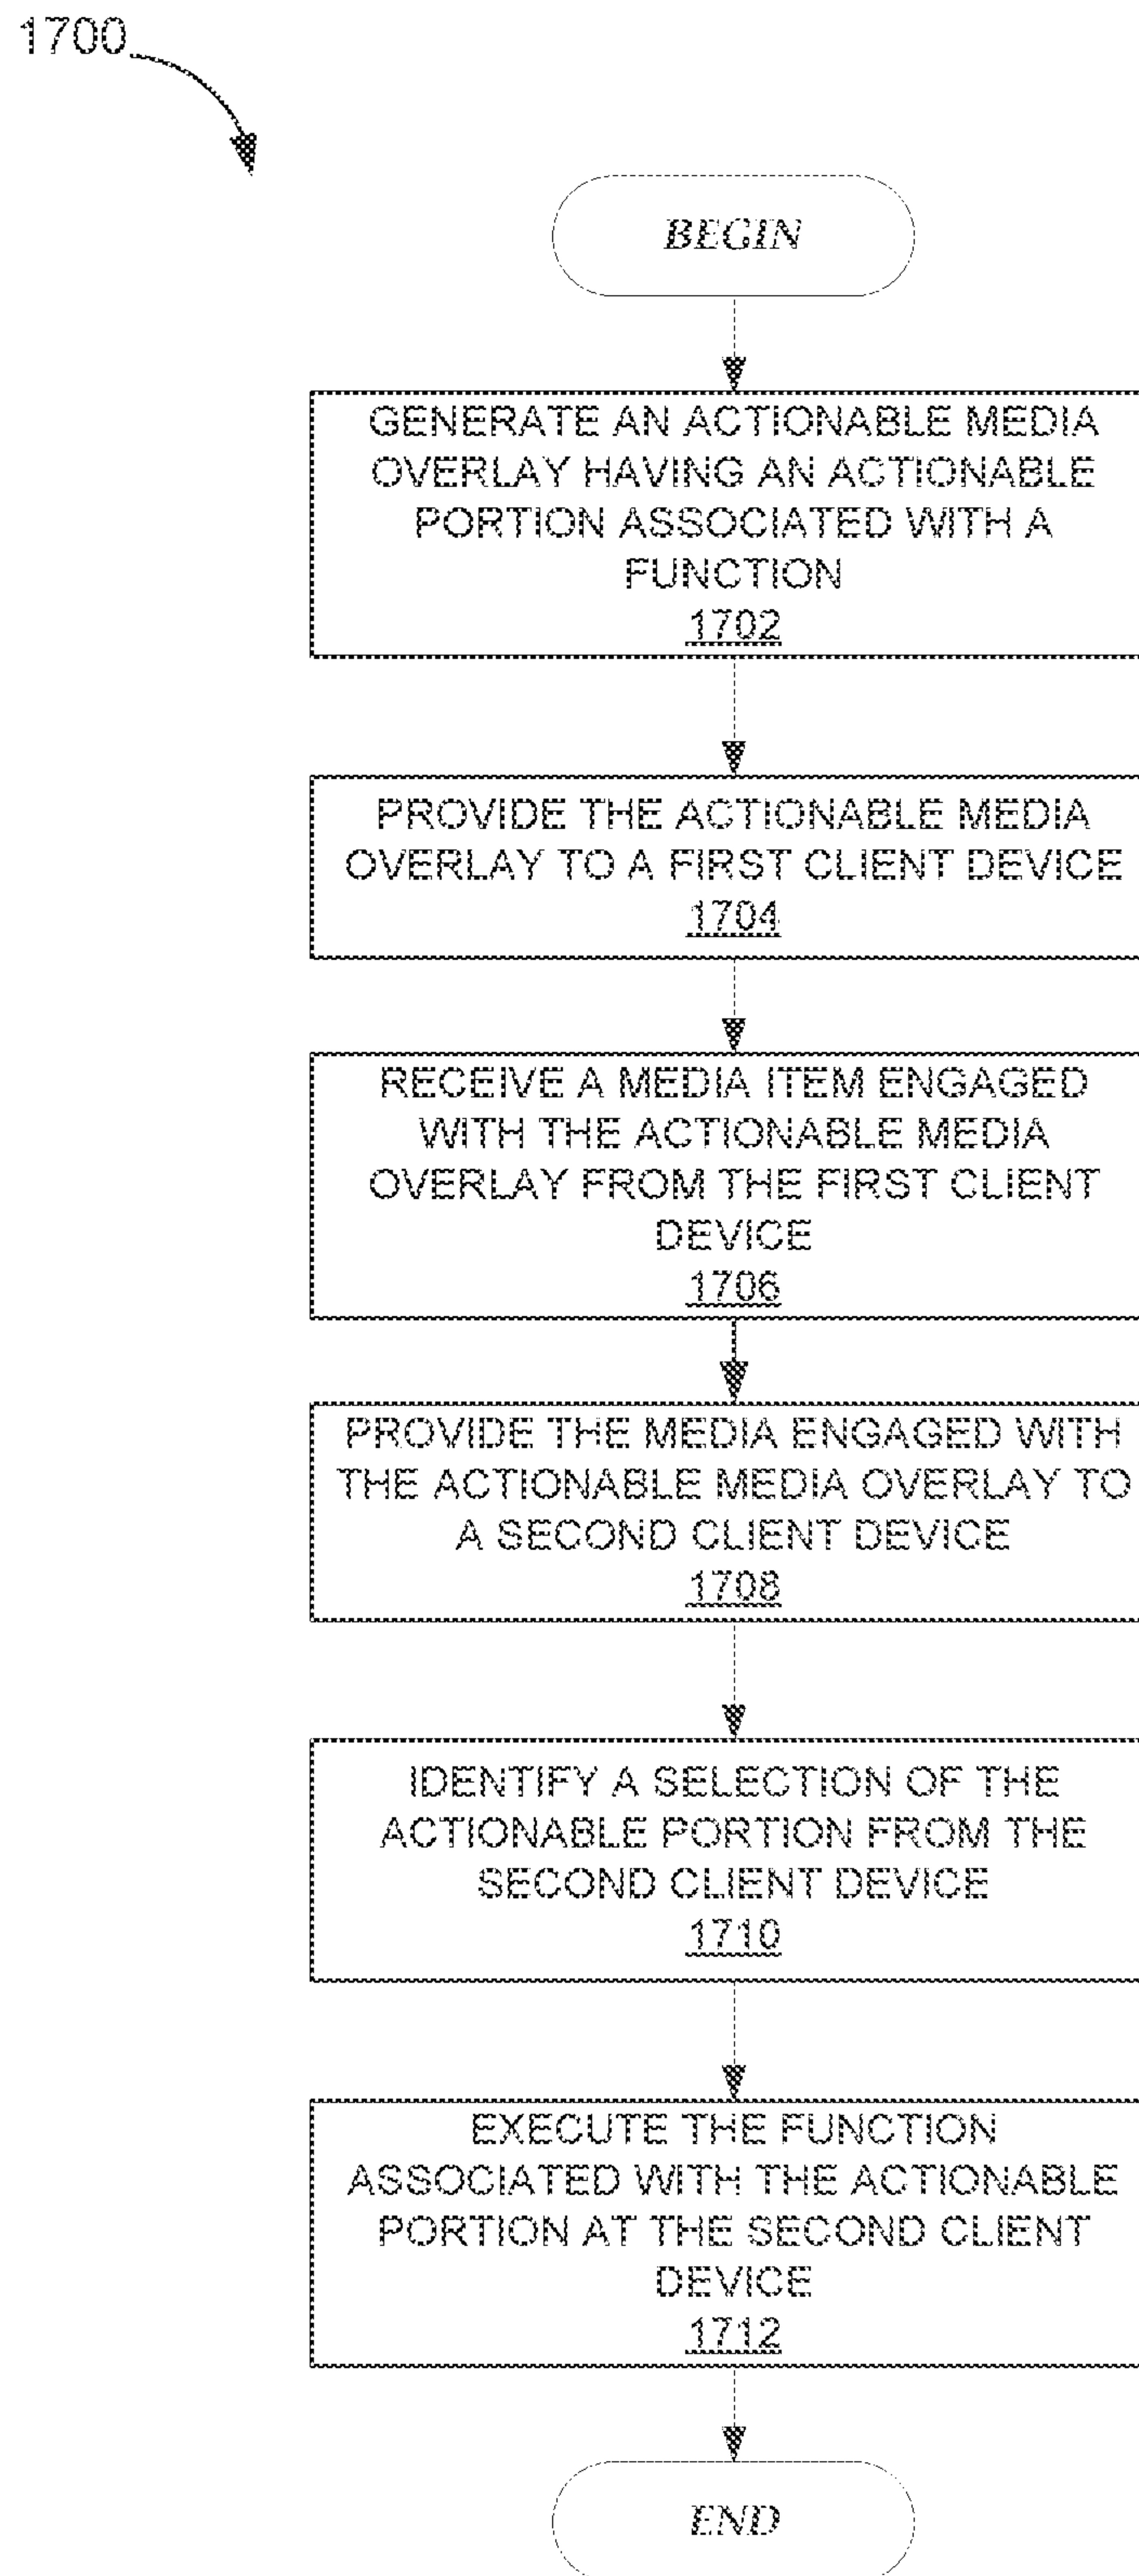 1700
BEGIN
GENERATE AN ACTIONABLE MEDIA
OVERLAY HAVING AN ACTIONABLE
PORTION ASSOCIATED WITH A
FUNCTION
1702
PROVIDE THE ACTIONABLE MEDIA
OVERLAY TO A FIRST CLIENT DEVICE
1704
RECEIVE A MEDIA ITEM ENGAGED
WITH THE ACTIONABLE MEDIA
OVERLAY FROM THE FIRST CLIENT
DEVICE
1706
PROVIDE THE MEDIA ENGAGED WITH
THE ACTIONABLE MEDIA OVERLAY TO
A SECOND CLIENT DEVICE
1708
IDENTIFY A SELECTION OF THE
ACTIONABLE PORTION FROM THE
SECOND CLIENT DEVICE
1710
EXECUTE THE FUNCTION
ASSOCIATED WITH THE ACTIONABLE
PORTION AT THE SECOND CLIENT
DEVICE
1712
END